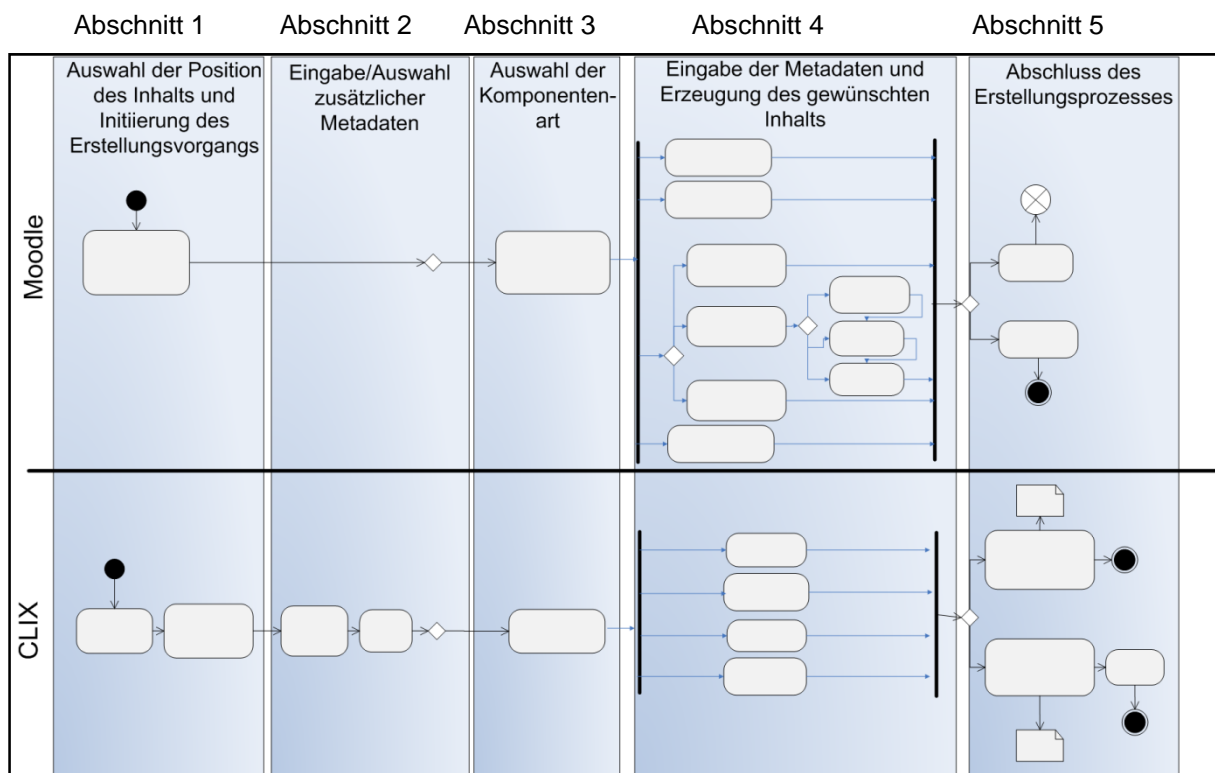 Abschnitt 1
Abschnitt 2
Abschnitt 3
Abschnitt 4
Abschnitt 5
Auswahl der Position
des Inhalts und
Initiierung des
Erstellungsvorgangs
Eingabe/Auswahl
zusätzlicher
Metadaten
Auswahl der
Komponenten-
art
Eingabe der Metadaten und
Erzeugung des gewünschten
Inhalts
Abschluss des
Erstellungsprozesses
Moodle
CLIX